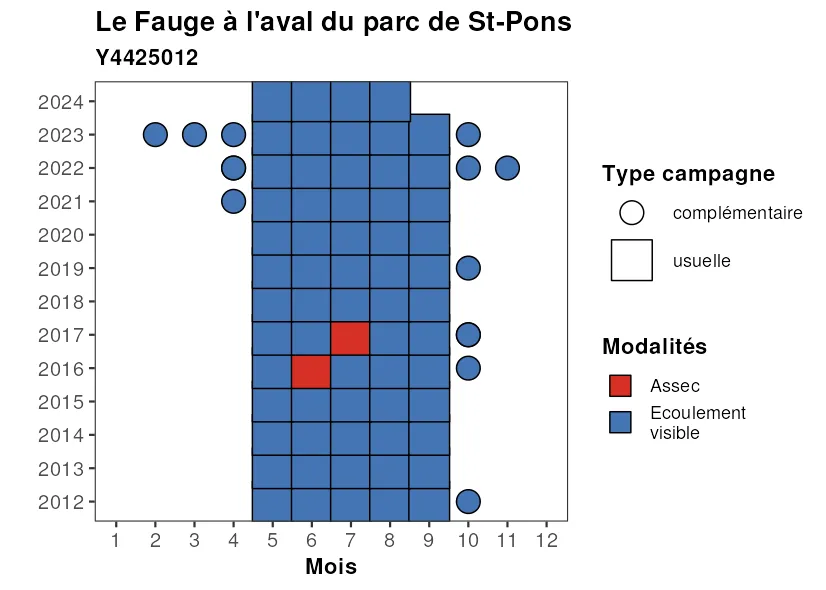 Le Fauge à l'aval du parc de St-Pons
Y4425012
2024
2023
2022
2021
2020
2019
2018
2017
2016
2015
2014
2013
2012
1 2 3 4 5 6 7 8 9 10 11 12
Mois
Type campagne
complémentaire
usuelle
Modalités
Assec
Ecoulement
visible